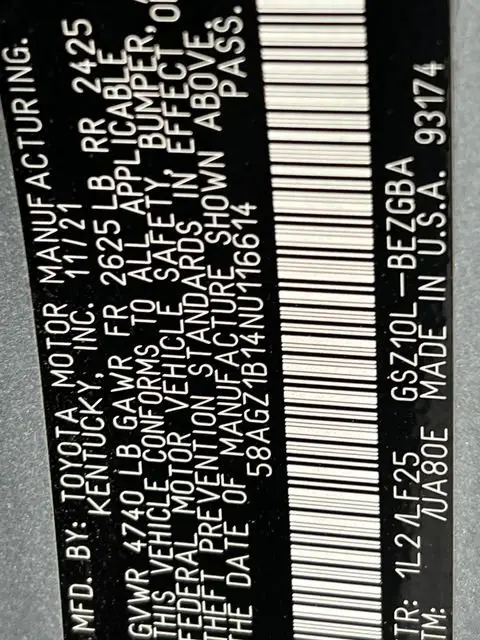 MFD. BY: TOYOTA MOTOR MANUFACTURING.
KENTUCKY, INC. 11/21
GVWR 4740 LB GAWR FR 2625 LB RR 2425
THIS VEHICLE CONFORMS TO ALL APPLICABLE
FEDERAL MOTOR VEHICLE SAFETY, BUMPER,
THEFT PREVENTION STANDARDS IN EFFECT
THE DATE OF MANUFACTURE SHOWN ABOVE.
58AGZ1B14NU116614 PASS.
TR: 1L2 /LF25 GSZ10L-BEZGBA
TM: /UA80E MADE IN U.S.A. 93174